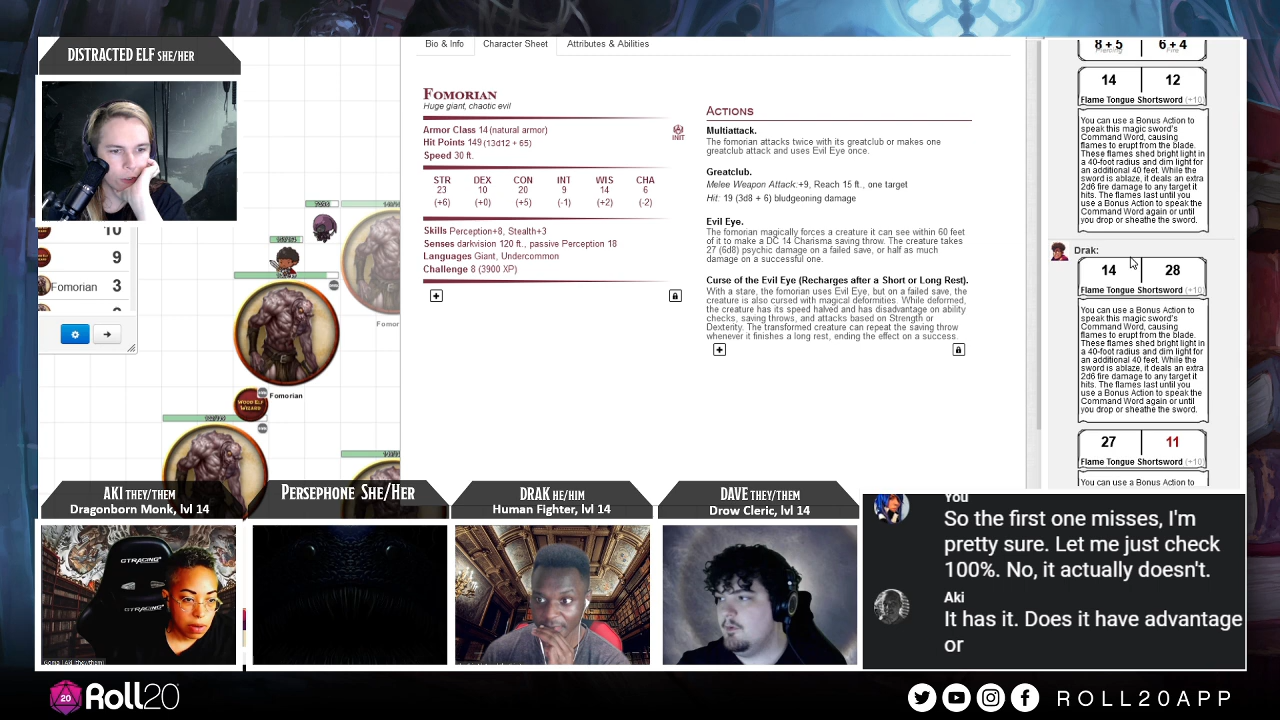 DISTRACTED ELF SHE/HER
10
9
Fomorian 3
Fomorian
WOOD ELF
WIZARD
Bio & Info
Character Sheet
Attributes & Abilities
FOMORIAN
Huge giant, chaotic evil
Armor Class 14 (natural armor)
Hit Points 149 (13d12 + 65)
Speed 30 ft.
INIT
STR DEX CON INT WIS CHA
23 10 20 9 14 6
(+6) (+0) (+5) (-1) (+2) (-2)
Skills Perception+8, Stealth+3
Senses darkvision 120 ft., passive Perception 18
Languages Giant, Undercommon
Challenge 8 (3900 XP)
ACTIONS
Multiattack.
The fomorian attacks twice with its greatclub or makes one
greatclub attack and uses Evil Eye once.
Greatclub.
Melee Weapon Attack:+9, Reach 15 ft., one target
Hit: 19 (3d8 + 6) bludgeoning damage
Evil Eye.
The fomorian magically forces a creature it can see within 60 feet
of it to make a DC 14 Charisma saving throw. The creature takes
27 (6d8) psychic damage on a failed save, or half as much
damage on a successful one.
Curse of the Evil Eye (Recharges after a Short or Long Rest).
With a stare, the fomorian uses Evil Eye, but on a failed save, the
creature is also cursed with magical deformities. While deformed,
the creature has its speed halved and has disadvantage on ability
checks, saving throws, and attacks based on Strength or
Dexterity. The transformed creature can repeat the saving throw
whenever it finishes a long rest, ending the effect on a success.
8 + 5 6 + 4
Piercing Fire
14 12
Flame Tongue Shortsword (+10)
You can use a Bonus Action to
speak this magic sword's
Command Word, causing
flames to erupt from the blade.
These flames shed bright light in
a 40-foot radius and dim light for
an additional 40 feet. While the
sword is ablaze, it deals an extra
2d6 fire damage to any target it
hits. The flames last until you
use a Bonus Action to speak the
Command Word again or until
you drop or sheathe the sword.
Drak:
14 28
Flame Tongue Shortsword (+10)
You can use a Bonus Action to
speak this magic sword's
Command Word, causing
flames to erupt from the blade.
These flames shed bright light in
a 40-foot radius and dim light for
an additional 40 feet. While the
sword is ablaze, it deals an extra
2d6 fire damage to any target it
hits. The flames last until you
use a Bonus Action to speak the
Command Word again or until
you drop or sheathe the sword.
27 11
Flame Tongue Shortsword (+10)
You can use a Bonus Action to
AKI THEY/THEM
Dragonborn Monk, lvl 14
PERSEPHONE SHE/HER
DRAK HE/HIM
Human Fighter, lvl 14
DAVE THEY/THEM
Drow Cleric, lvl 14
GTRACING
GTRACING
You
So the first one misses, I'm
pretty sure. Let me just check
100%. No, it actually doesn't.
Aki
It has it. Does it have advantage
or
20
Roll20
ROLL20APP